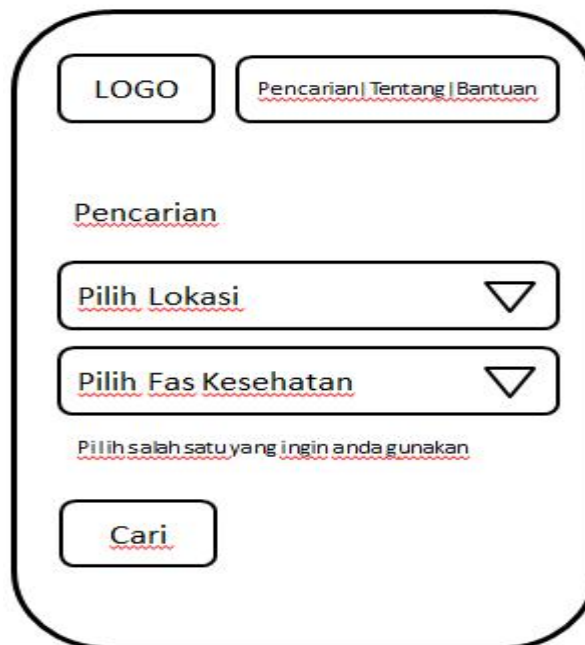 LOGO
Pencarian|Tentang|Bantuan
Pencarian
Pilih Lokasi
Pilih Fas Kesehatan
Pilih salah satu yang ingin anda gunakan
Cari